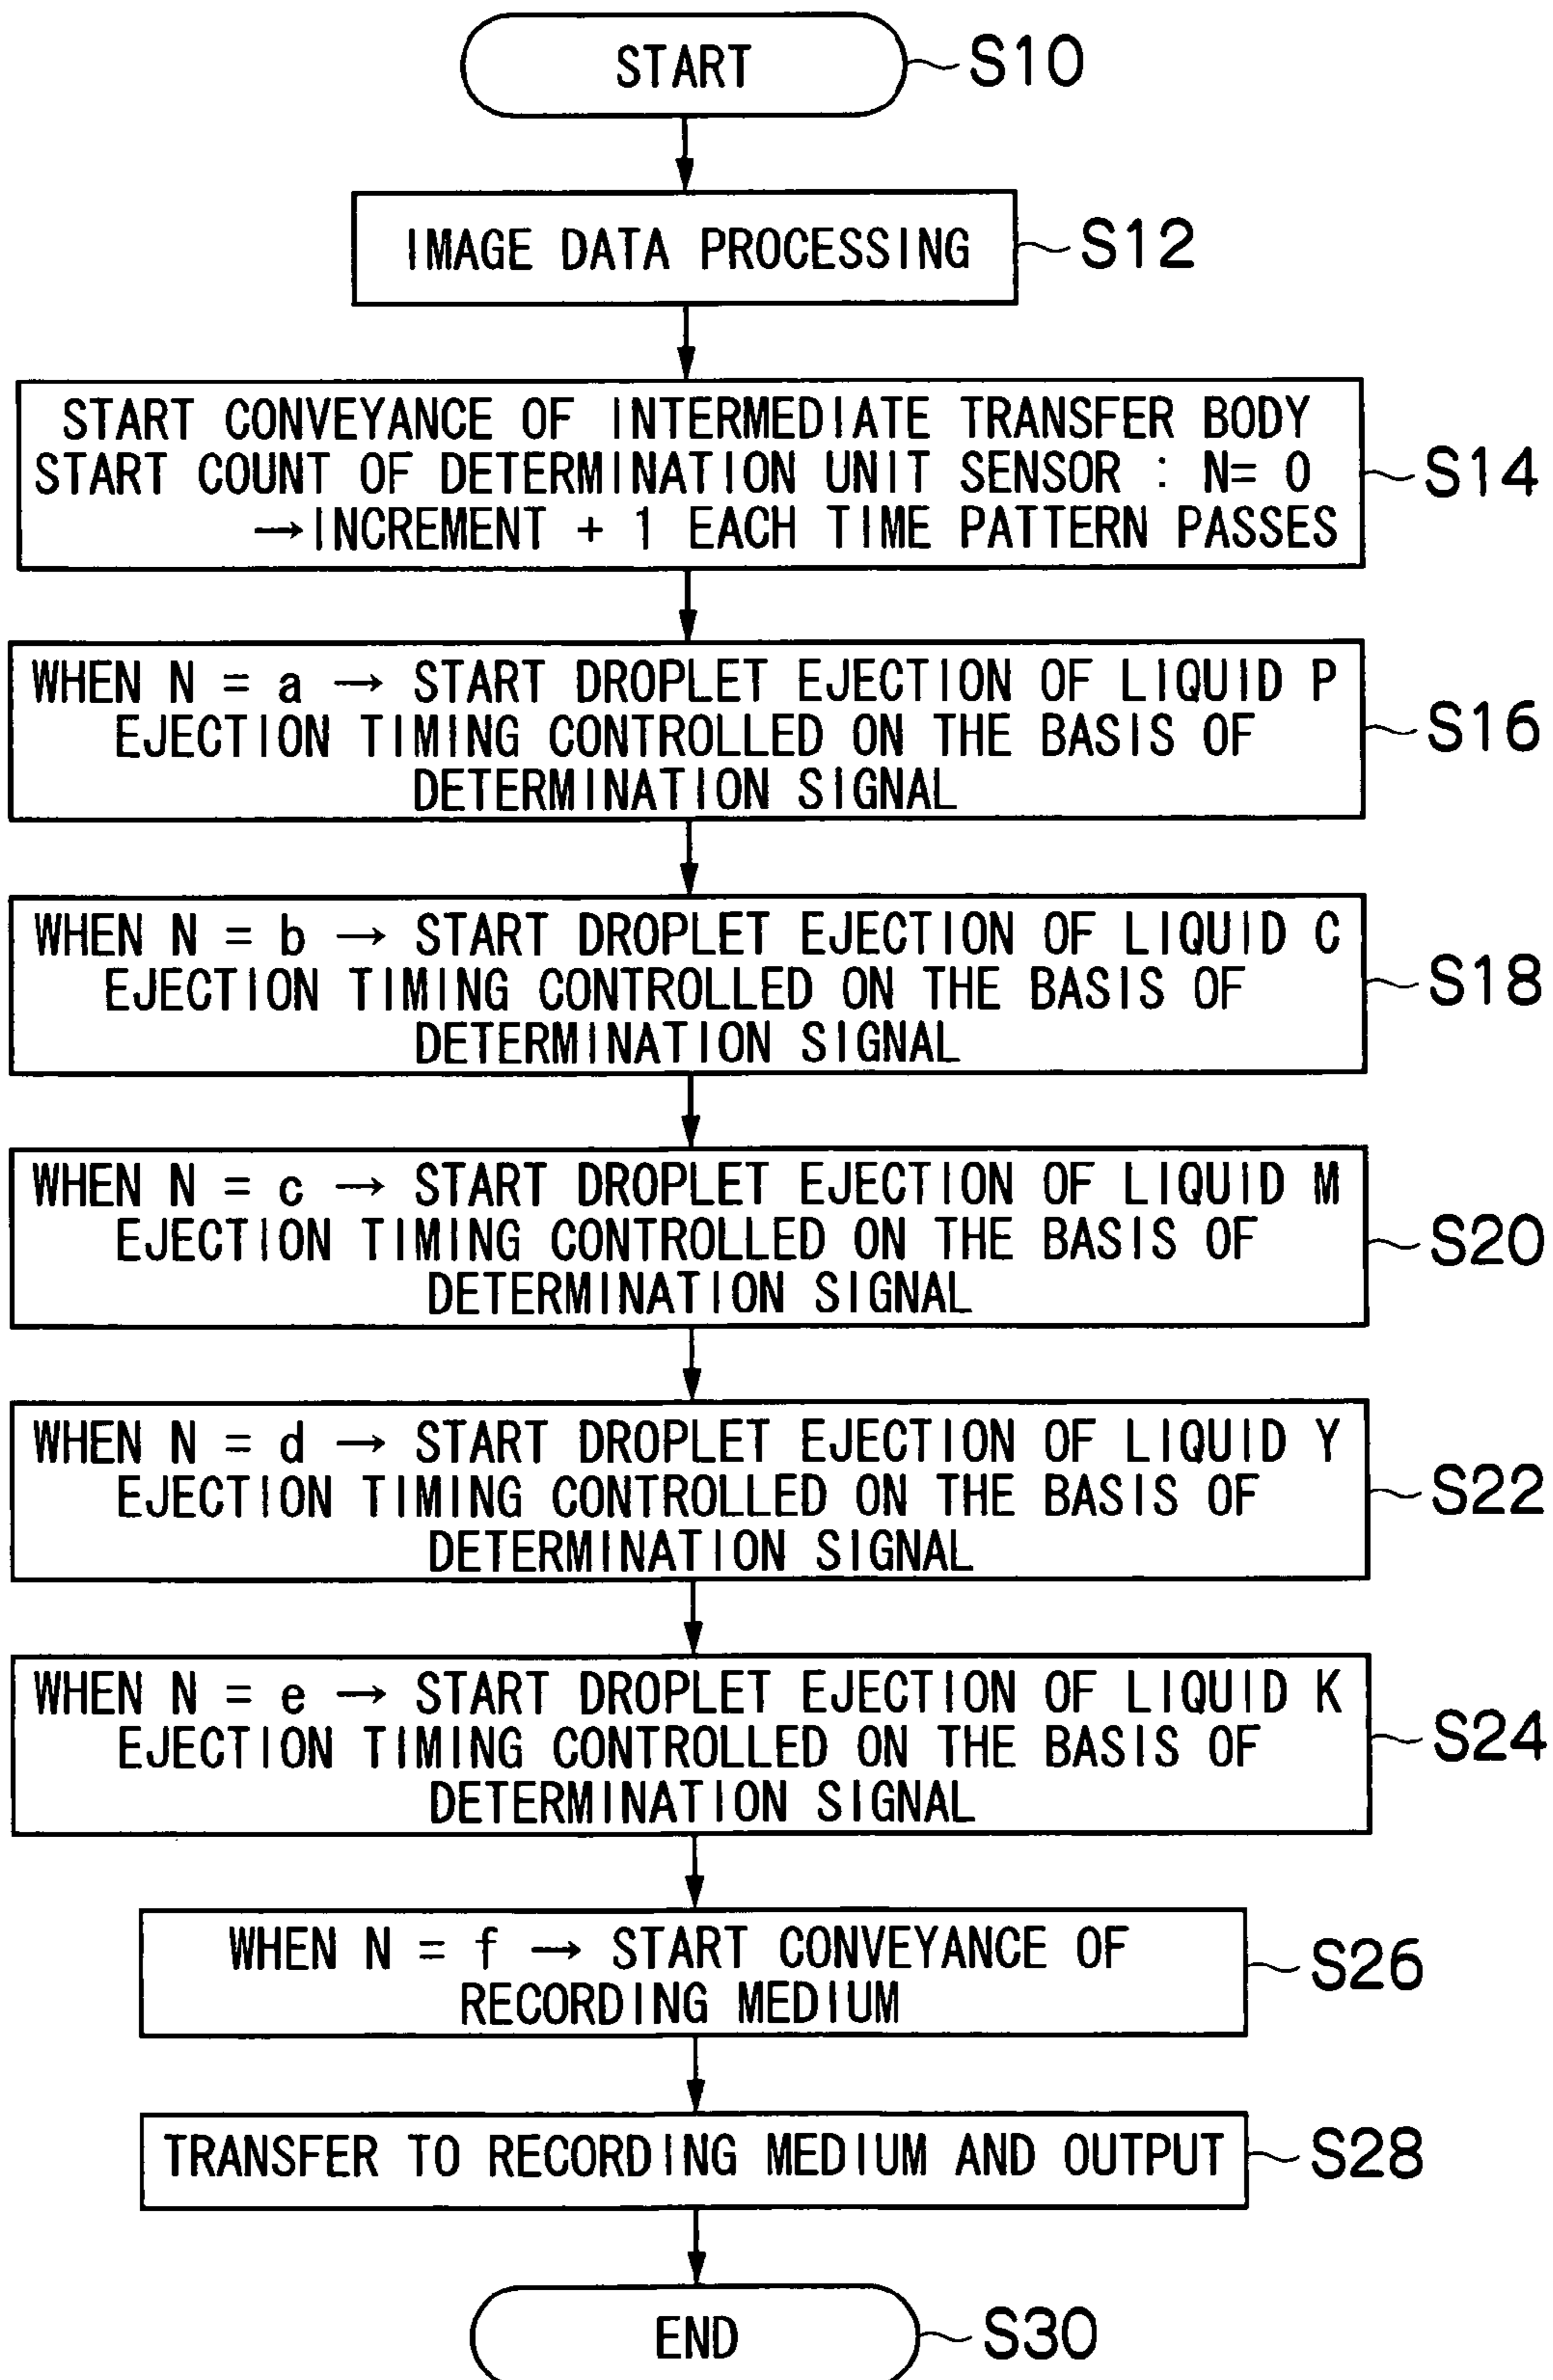 START
S10
IMAGE DATA PROCESSING
S12
START CONVEYANCE OF INTERMEDIATE TRANSFER BODY
START COUNT OF DETERMINATION UNIT SENSOR : N= 0
→INCREMENT + 1 EACH TIME PATTERN PASSES
S14
WHEN N = a → START DROPLET EJECTION OF LIQUID P
EJECTION TIMING CONTROLLED ON THE BASIS OF
DETERMINATION SIGNAL
S16
WHEN N = b → START DROPLET EJECTION OF LIQUID C
EJECTION TIMING CONTROLLED ON THE BASIS OF
DETERMINATION SIGNAL
S18
WHEN N = c → START DROPLET EJECTION OF LIQUID M
EJECTION TIMING CONTROLLED ON THE BASIS OF
DETERMINATION SIGNAL
S20
WHEN N = d → START DROPLET EJECTION OF LIQUID Y
EJECTION TIMING CONTROLLED ON THE BASIS OF
DETERMINATION SIGNAL
S22
WHEN N = e → START DROPLET EJECTION OF LIQUID K
EJECTION TIMING CONTROLLED ON THE BASIS OF
DETERMINATION SIGNAL
S24
WHEN N = f → START CONVEYANCE OF
RECORDING MEDIUM
S26
TRANSFER TO RECORDING MEDIUM AND OUTPUT
S28
END
S30